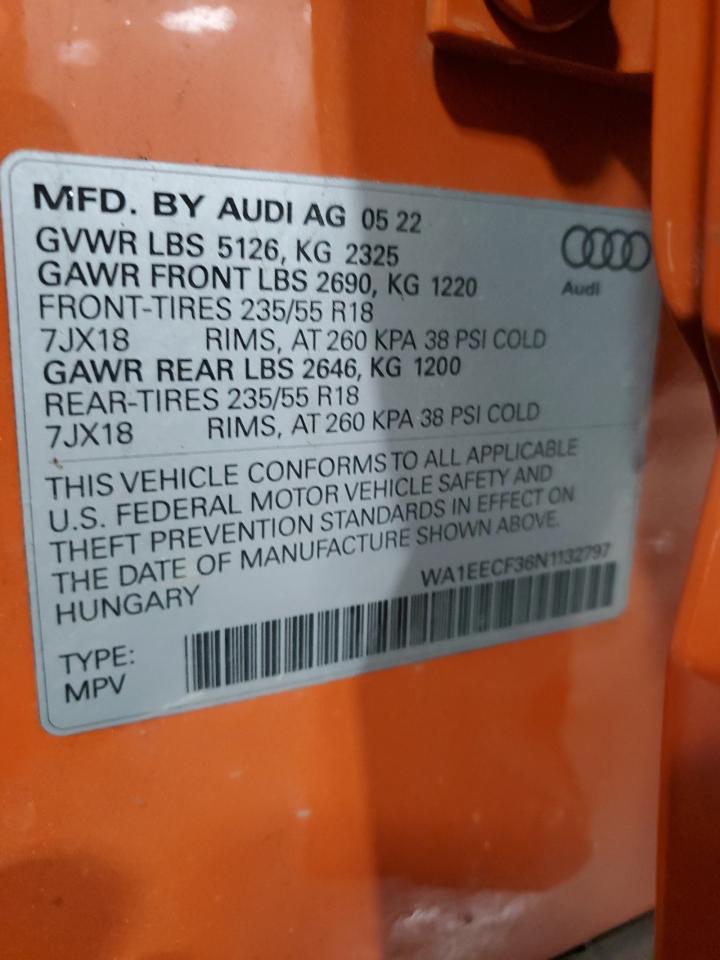 MFD. BY AUDI AG 05 22
GVWR LBS 5126, KG 2325
GAWR FRONT LBS 2690, KG 1220
FRONT-TIRES 235/55 R18
7JX18 RIMS, AT 260 KPA 38 PSI COLD
GAWR REAR LBS 2646, KG 1200
REAR-TIRES 235/55 R18
7JX18 RIMS, AT 260 KPA 38 PSI COLD
Audi
THIS VEHICLE CONFORMS TO ALL APPLICABLE
U.S. FEDERAL MOTOR VEHICLE SAFETY AND
THEFT PREVENTION STANDARDS IN EFFECT ON
THE DATE OF MANUFACTURE SHOWN ABOVE.
HUNGARY WA1EECF36N1132797
TYPE:
MPV